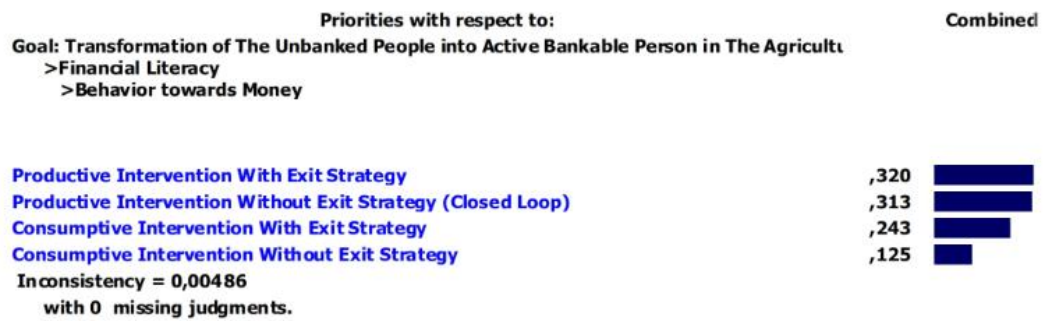 Priorities with respect to: Combined
Goal: Transformation of The Unbanked People into Active Bankable Person in The Agricultu
>Financial Literacy
>Behavior towards Money
Productive Intervention With Exit Strategy ,320
Productive Intervention Without Exit Strategy (Closed Loop) ,313
Consumptive Intervention With Exit Strategy ,243
Consumptive Intervention Without Exit Strategy ,125
Inconsistency = 0,00486
with 0 missing judgments.